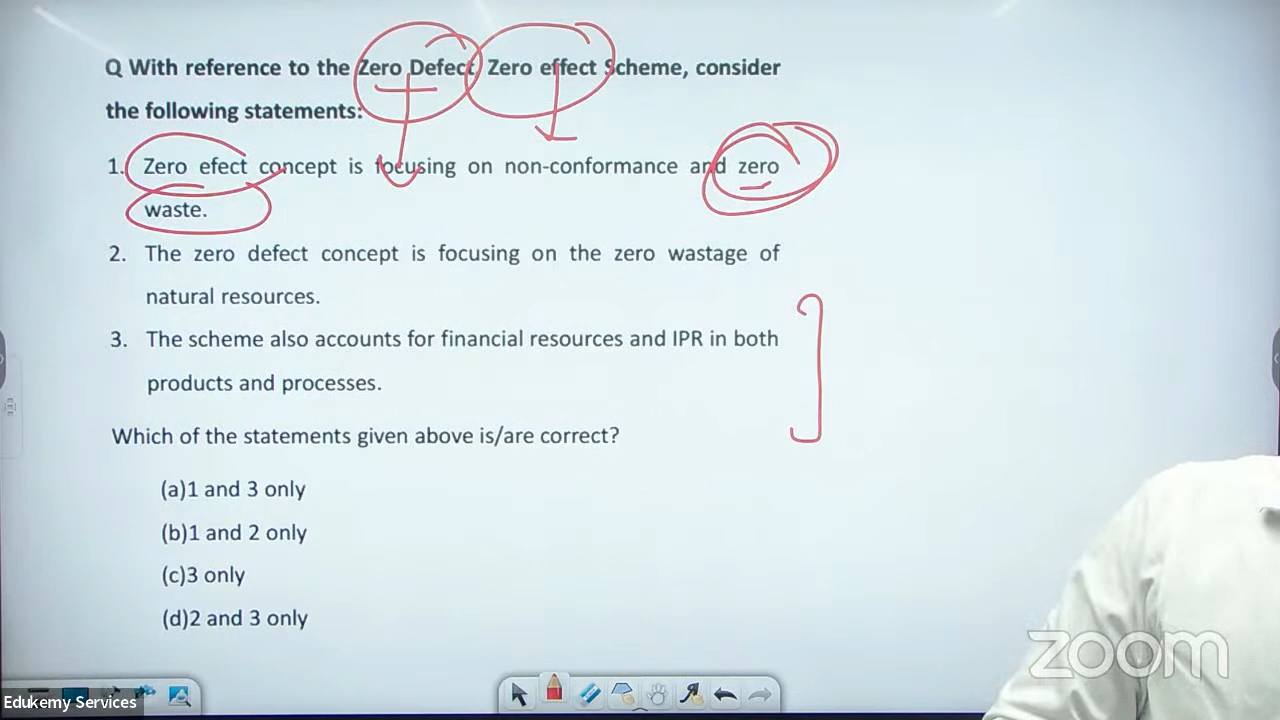 Q With reference to the Zero Defect Zero effect Scheme, consider
the following statements:
1. Zero efect concept is focusing on non-conformance and zero
waste.
2. The zero defect concept is focusing on the zero wastage of
natural resources.
3. The scheme also accounts for financial resources and IPR in both
products and processes.
Which of the statements given above is/are correct?
(a)1 and 3 only
(b)1 and 2 only
(c)3 only
(d)2 and 3 only
zoom
Edukemy Services